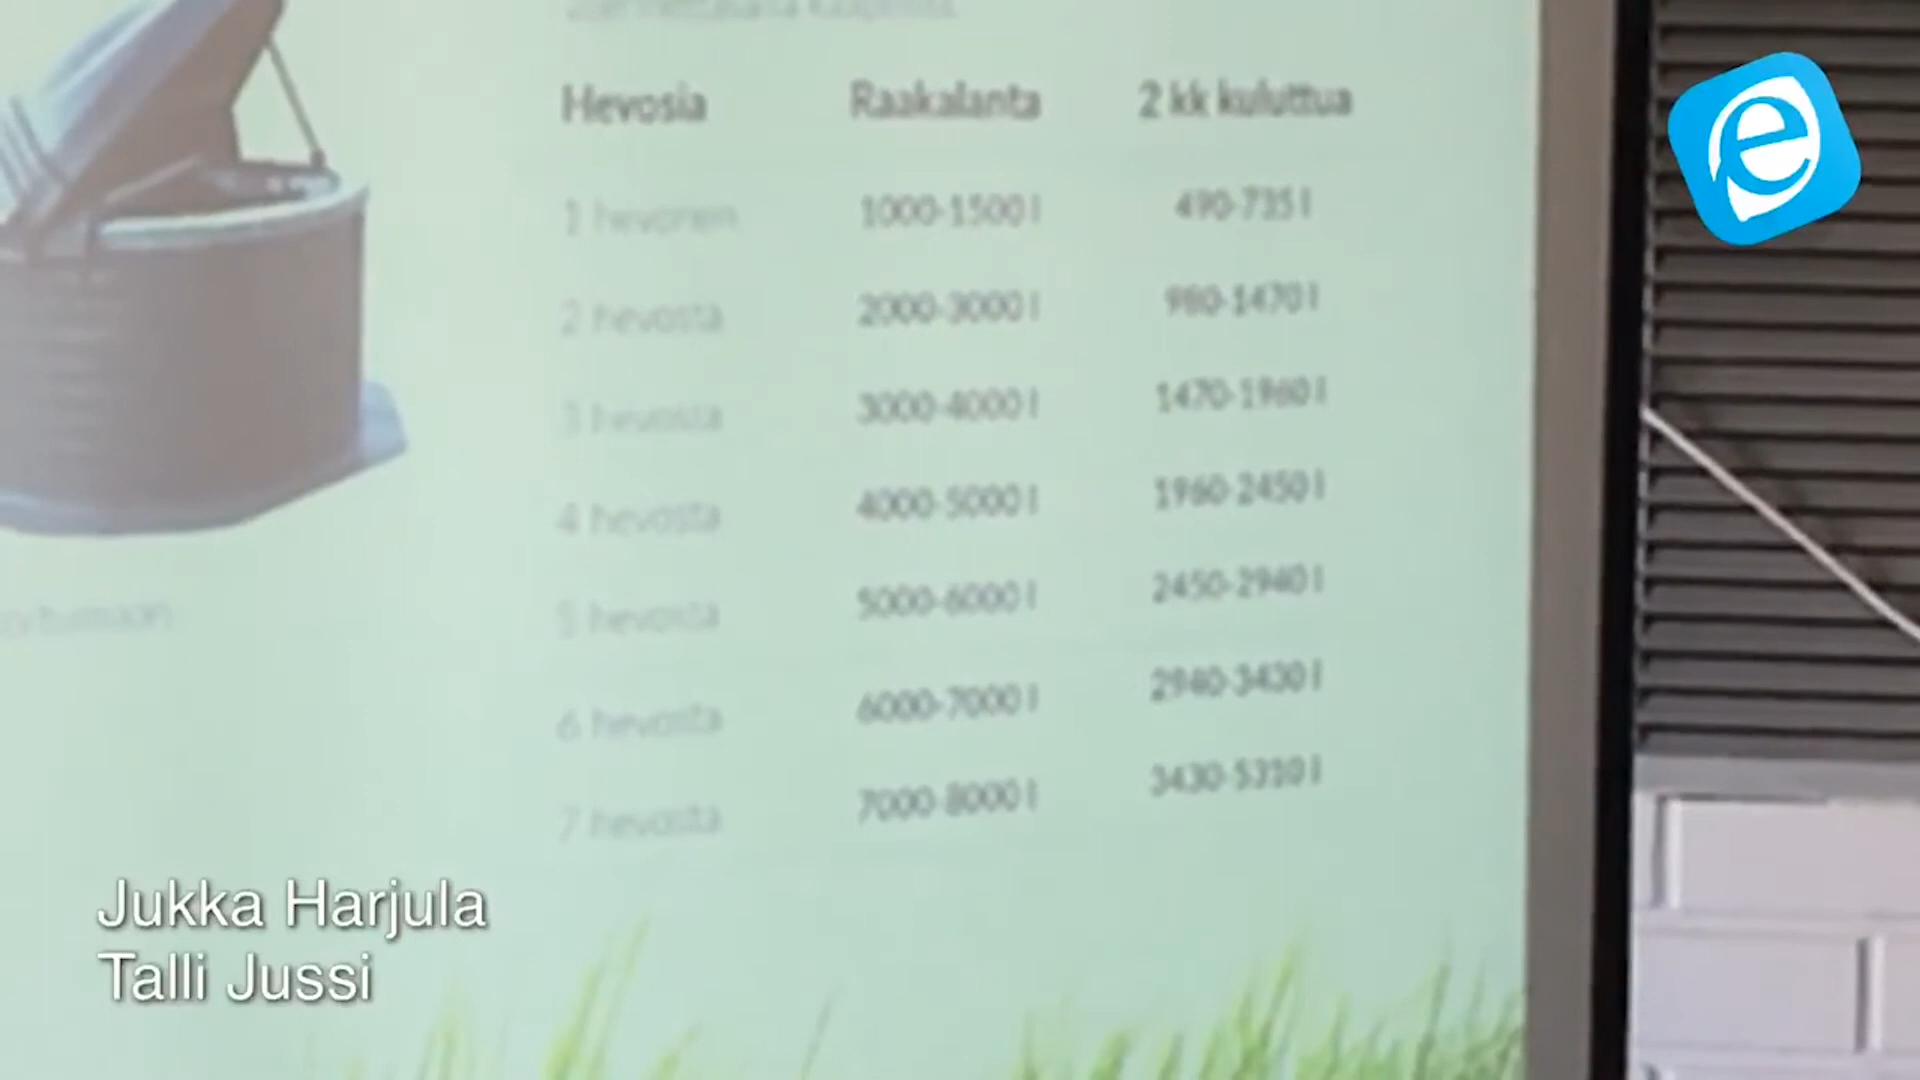 Hevosia Raakalanta 2 kk kuluttua
1 hevonen 1000-1500 l 490-735 l
2 hevosta 2000-3000 l 980-1470 l
3 hevosta 3000-4000 l 1470-1960 l
4 hevosta 4000-5000 l 1960-2450 l
5 hevosta 5000-6000 l 2450-2940 l
6 hevosta 6000-7000 l 2940-3430 l
7 hevosta 7000-8000 l 3430-5310 l
Jukka Harjula
Talli Jussi